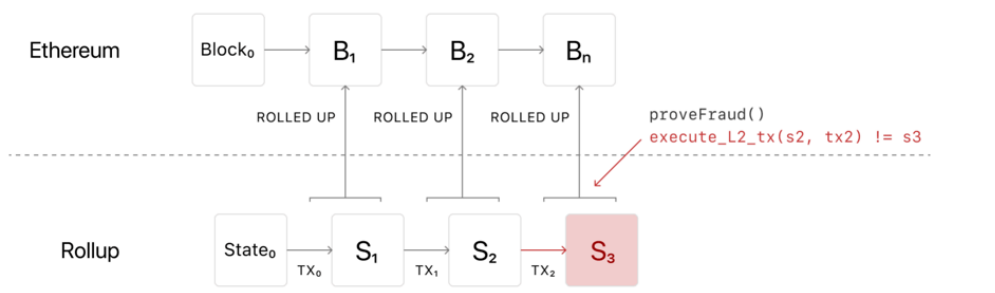 Ethereum
Block₀
B₁
B₂
Bₙ
ROLLED UP
ROLLED UP
ROLLED UP
proveFraud()
execute_L2_tx(s2, tx2) != s3
Rollup
State₀
TX₀
S₁
TX₁
S₂
TX₂
S₃